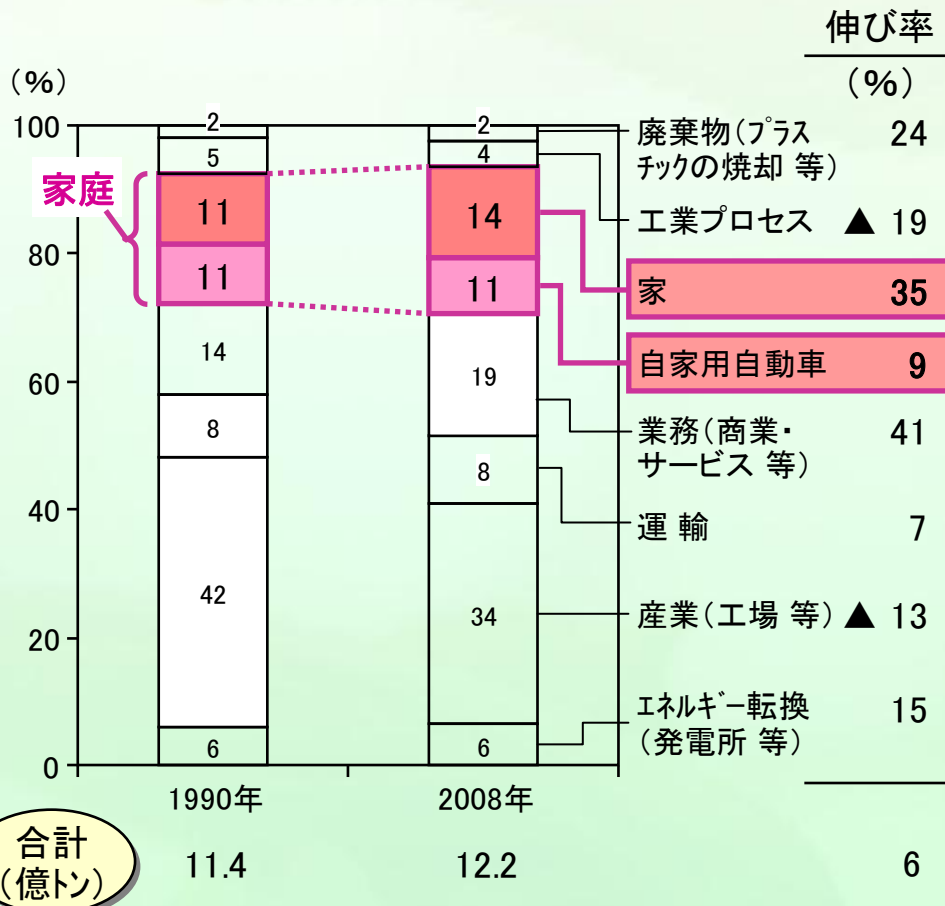 伸び率
(%)
(%)
100
80
60
40
20
0
家庭
2
5
11
11
14
8
42
6
2
4
14
11
19
8
34
6
廃棄物(プラス
チックの焼却 等)
24
工業プロセス ▲ 19
家 35
自家用自動車 9
業務(商業・
サービス 等)
41
運 輸 7
産業(工場 等) ▲ 13
エネルギー転換
(発電所 等)
15
1990年 2008年
合計
(億トン)
11.4 12.2 6